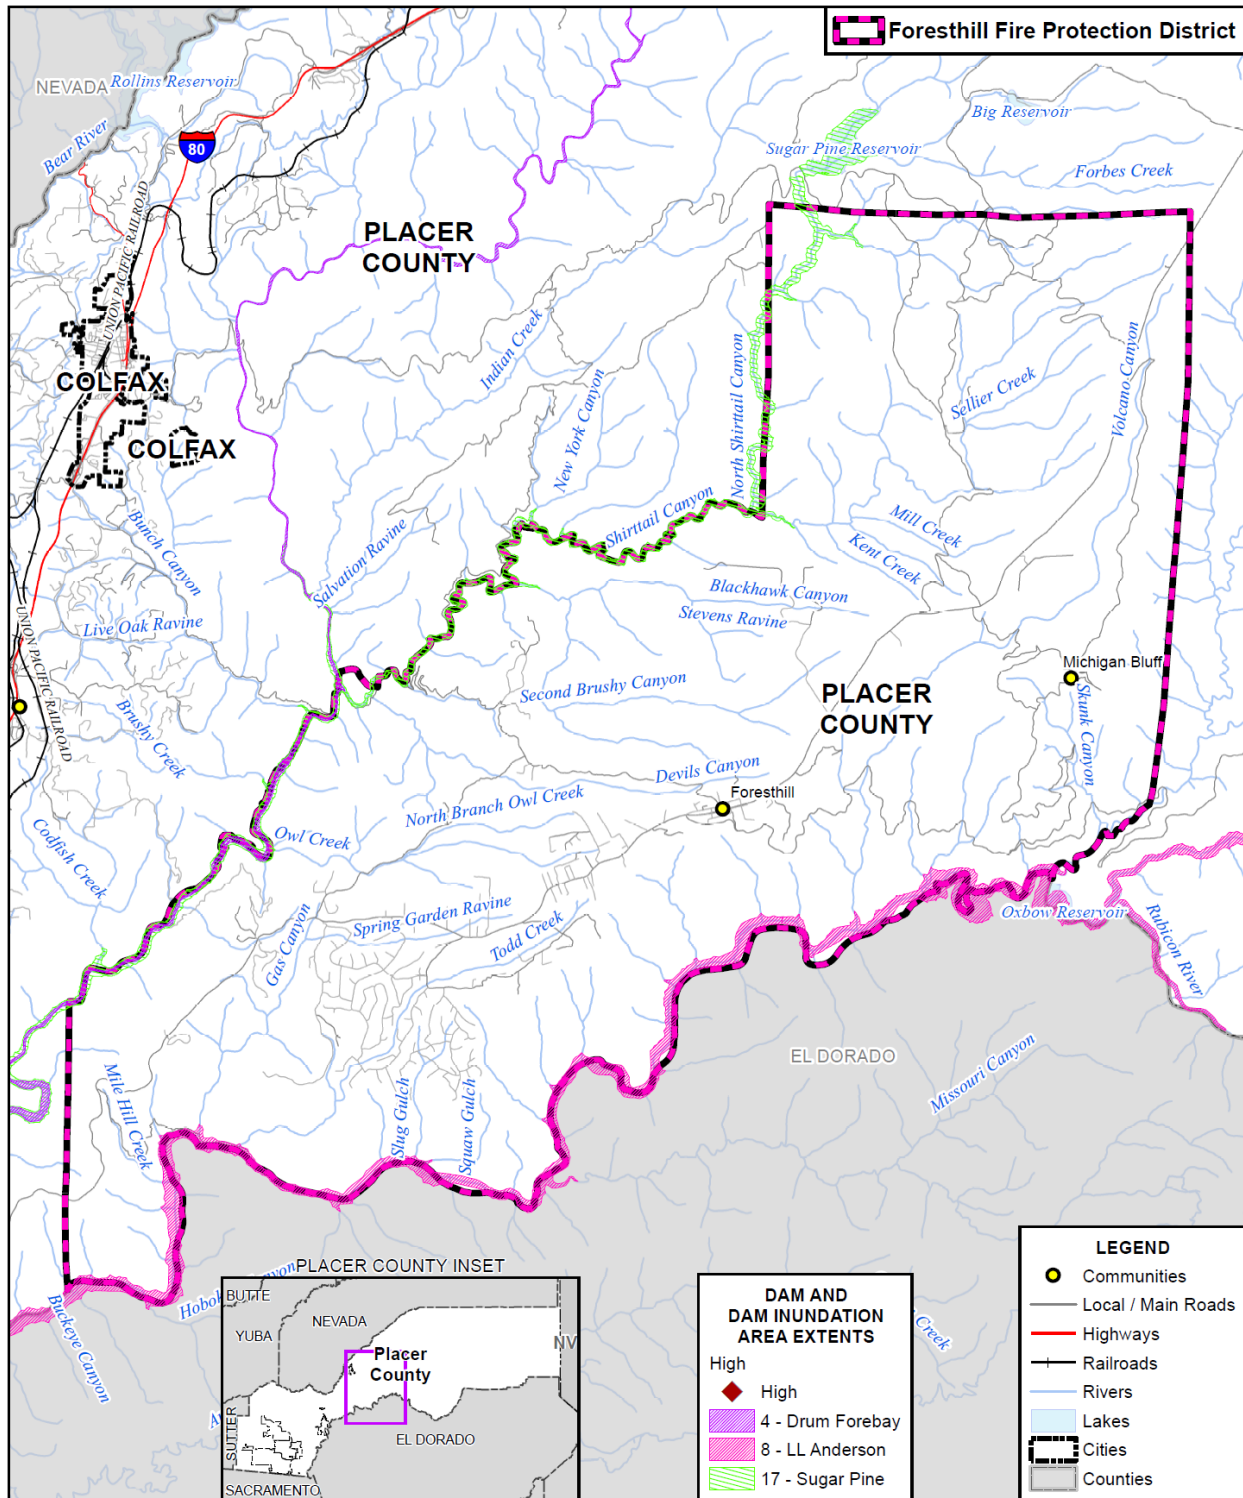 Foresthill Fire Protection District
NEVADA
Rollins Reservoir
Big Reservoir
Bear River
80
Sugar Pine Reservoir
Forbes Creek
UNION PACIFIC RAILROAD
PLACER
COUNTY
Indian Creek
New York Canyon
North Shirttail Canyon
Sellier Creek
Volcano Canyon
COLFAX
COLFAX
Bunch Canyon
Salvation Ravine
Shirttail Canyon
Mill Creek
Kent Creek
Blackhawk Canyon
Stevens Ravine
Live Oak Ravine
UNION PACIFIC RAILROAD
Michigan Bluff
Second Brushy Canyon
PLACER
COUNTY
Skunk Canyon
Brushy Creek
Devils Canyon
Foresthill
North Branch Owl Creek
Owl Creek
Codfish Creek
Spring Garden Ravine
Todd Creek
Gas Canyon
Oxbow Reservoir
Rubicon River
EL DORADO
Missouri Canyon
Mile Hill Creek
Slug Gulch
Squaw Gulch
Buckeye Canyon
PLACER COUNTY INSET
BUTTE
YUBA
NEVADA
NV
Placer
County
SUTTER
EL DORADO
SACRAMENTO
DAM AND
DAM INUNDATION
AREA EXTENTS
High
High
4 - Drum Forebay
8 - LL Anderson
17 - Sugar Pine
Creek
LEGEND
Communities
Local / Main Roads
Highways
Railroads
Rivers
Lakes
Cities
Counties